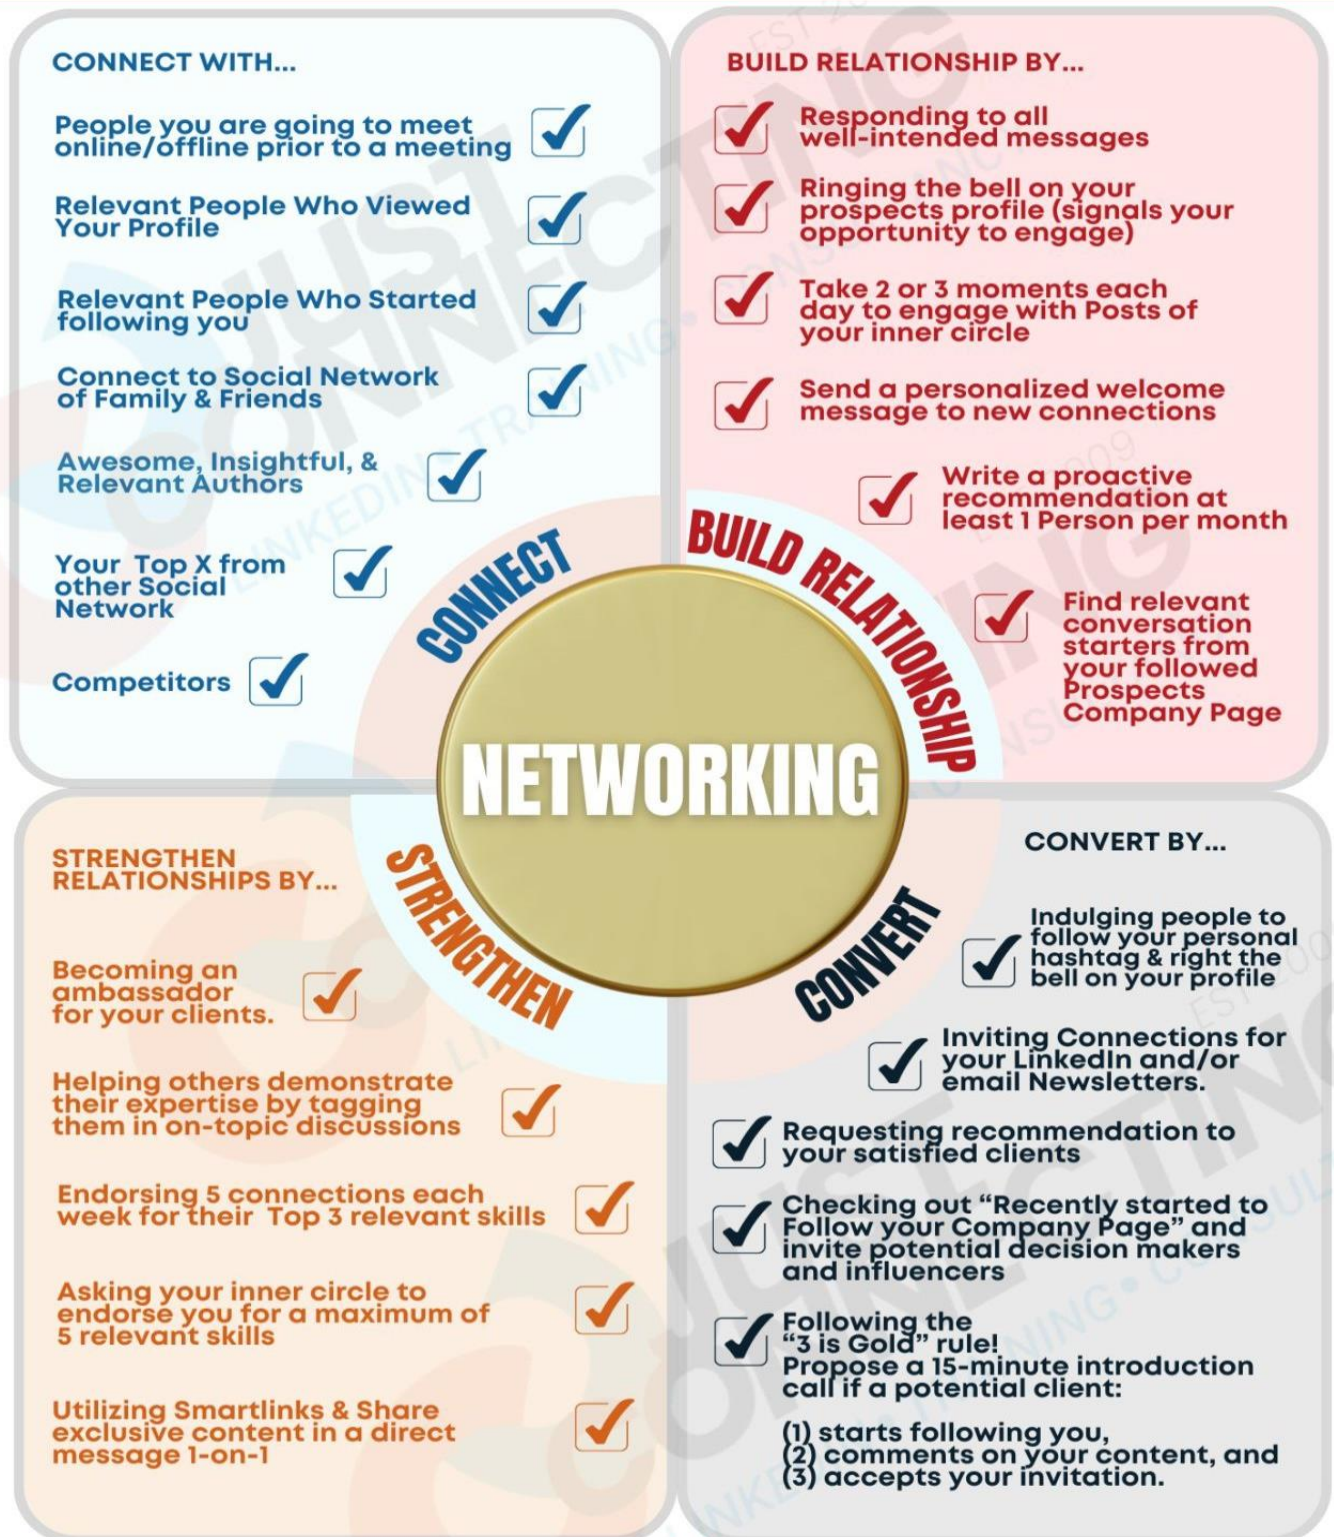 CONNECT WITH...
People you are going to meet
online/offline prior to a meeting
Relevant People Who Viewed
Your Profile
Relevant People Who Started
following you
Connect to Social Network
of Family & Friends
Awesome, Insightful, &
Relevant Authors
Your Top X from
other Social
Network
Competitors
CONNECT
BUILD RELATIONSHIP BY...
Responding to all
well-intended messages
Ringing the bell on your
prospects profile (signals your
opportunity to engage)
Take 2 or 3 moments each
day to engage with Posts of
your inner circle
Send a personalized welcome
message to new connections
Write a proactive
recommendation at
least 1 Person per month
Find relevant
conversation
starters from
your followed
Prospects
Company Page
BUILD RELATIONSHIP
NETWORKING
STRENGTHEN
RELATIONSHIPS BY...
Becoming an
ambassador
for your clients.
Helping others demonstrate
their expertise by tagging
them in on-topic discussions
Endorsing 5 connections each
week for their Top 3 relevant skills
Asking your inner circle to
endorse you for a maximum of
5 relevant skills
Utilizing Smartlinks & Share
exclusive content in a direct
message 1-on-1
STRENGTHEN
CONVERT BY...
Indulging people to
follow your personal
hashtag & right the
bell on your profile
Inviting Connections for
your LinkedIn and/or
email Newsletters.
Requesting recommendation to
your satisfied clients
Checking out “Recently started to
Follow your Company Page” and
invite potential decision makers
and influencers
Following the
“3 is Gold” rule!
Propose a 15-minute introduction
call if a potential client:
(1) starts following you,
(2) comments on your content, and
(3) accepts your invitation.
CONVERT
JUST
CONNECTING
LINKEDIN TRAINING • CONSULTANCY